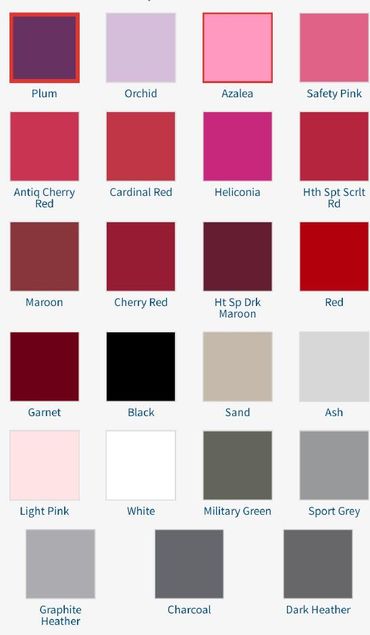 Plum
Orchid
Azalea
Safety Pink
Antiq Cherry
Red
Cardinal Red
Heliconia
Hth Spt Scrlt
Rd
Maroon
Cherry Red
Ht Sp Drk
Maroon
Red
Garnet
Black
Sand
Ash
Light Pink
White
Military Green
Sport Grey
Graphite
Heather
Charcoal
Dark Heather